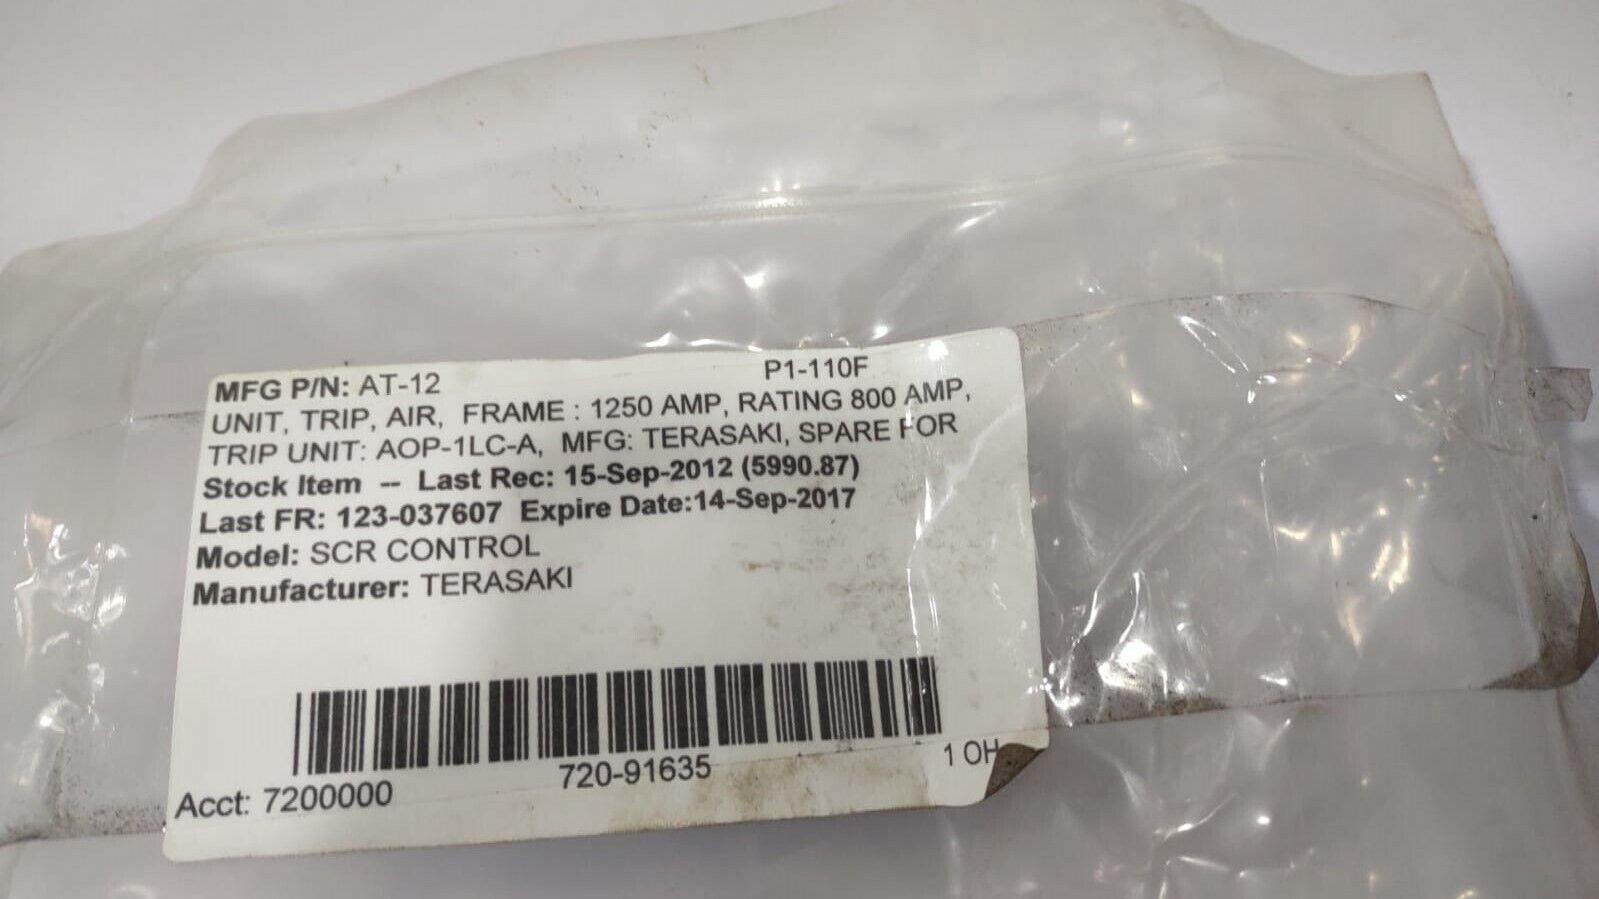 MFG P/N: AT-12 P1-110F
UNIT, TRIP, AIR, FRAME : 1250 AMP, RATING 800 AMP,
TRIP UNIT: AOP-1LC-A, MFG: TERASAKI, SPARE FOR
Stock Item -- Last Rec: 15-Sep-2012 (5990.87)
Last FR: 123-037607 Expire Date:14-Sep-2017
Model: SCR CONTROL
Manufacturer: TERASAKI
720-91635
Acct: 7200000 1 OH